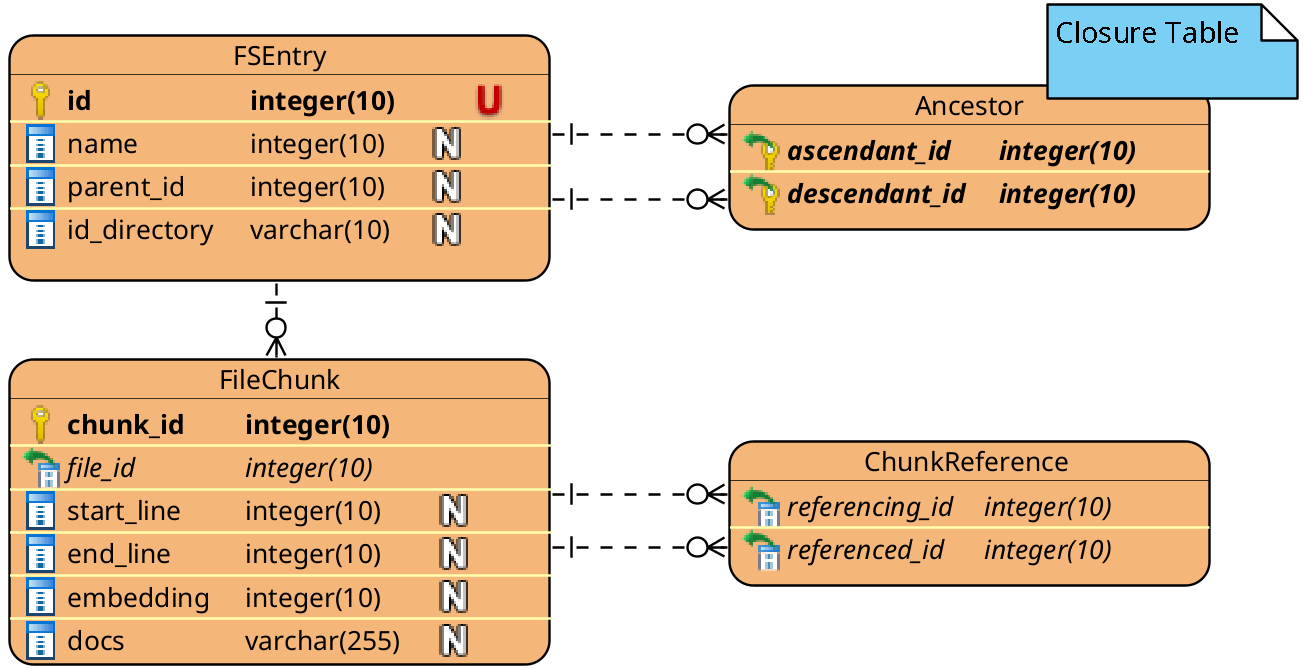 Closure Table
FSEntry
id integer(10) U
name integer(10) N
parent_id integer(10) N
id_directory varchar(10) N
Ancestor
ascendant_id integer(10)
descendant_id integer(10)
FileChunk
chunk_id integer(10)
file_id integer(10)
start_line integer(10) N
end_line integer(10) N
embedding integer(10) N
docs varchar(255) N
ChunkReference
referencing_id integer(10)
referenced_id integer(10)